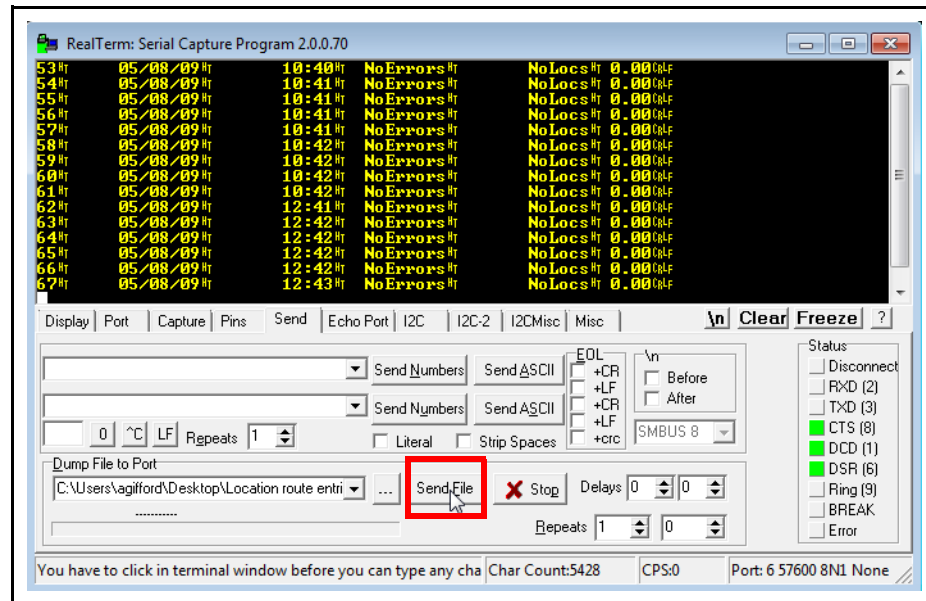 RealTerm: Serial Capture Program 2.0.0.70
53HT 05/08/09HT 10:40HT NoErrorsHT NoLocsHT 0.00CRLF
54HT 05/08/09HT 10:41HT NoErrorsHT NoLocsHT 0.00CRLF
55HT 05/08/09HT 10:41HT NoErrorsHT NoLocsHT 0.00CRLF
56HT 05/08/09HT 10:41HT NoErrorsHT NoLocsHT 0.00CRLF
57HT 05/08/09HT 10:41HT NoErrorsHT NoLocsHT 0.00CRLF
58HT 05/08/09HT 10:42HT NoErrorsHT NoLocsHT 0.00CRLF
59HT 05/08/09HT 10:42HT NoErrorsHT NoLocsHT 0.00CRLF
60HT 05/08/09HT 10:42HT NoErrorsHT NoLocsHT 0.00CRLF
61HT 05/08/09HT 10:42HT NoErrorsHT NoLocsHT 0.00CRLF
62HT 05/08/09HT 12:41HT NoErrorsHT NoLocsHT 0.00CRLF
63HT 05/08/09HT 12:42HT NoErrorsHT NoLocsHT 0.00CRLF
64HT 05/08/09HT 12:42HT NoErrorsHT NoLocsHT 0.00CRLF
65HT 05/08/09HT 12:42HT NoErrorsHT NoLocsHT 0.00CRLF
66HT 05/08/09HT 12:42HT NoErrorsHT NoLocsHT 0.00CRLF
67HT 05/08/09HT 12:43HT NoErrorsHT NoLocsHT 0.00CRLF
Display Port Capture Pins Send Echo Port I2C I2C-2 I2CMisc Misc \n Clear Freeze ?
Send Numbers Send ASCII
EOL
+CR
+LF
+CR
+LF
+crc
\n
Before
After
Send Numbers Send ASCII
0 ^C LF Repeats 1
Literal Strip Spaces
SMBUS 8
Dump File to Port
C:\Users\agifford\Desktop\Location route entri ... Send File Stop Delays 0 0
-----------
Repeats 1 0
Status
Disconnect
RXD (2)
TXD (3)
CTS (8)
DCD (1)
DSR (6)
Ring (9)
BREAK
Error
You have to click in terminal window before you can type any cha Char Count:5428 CPS:0 Port: 6 57600 8N1 None